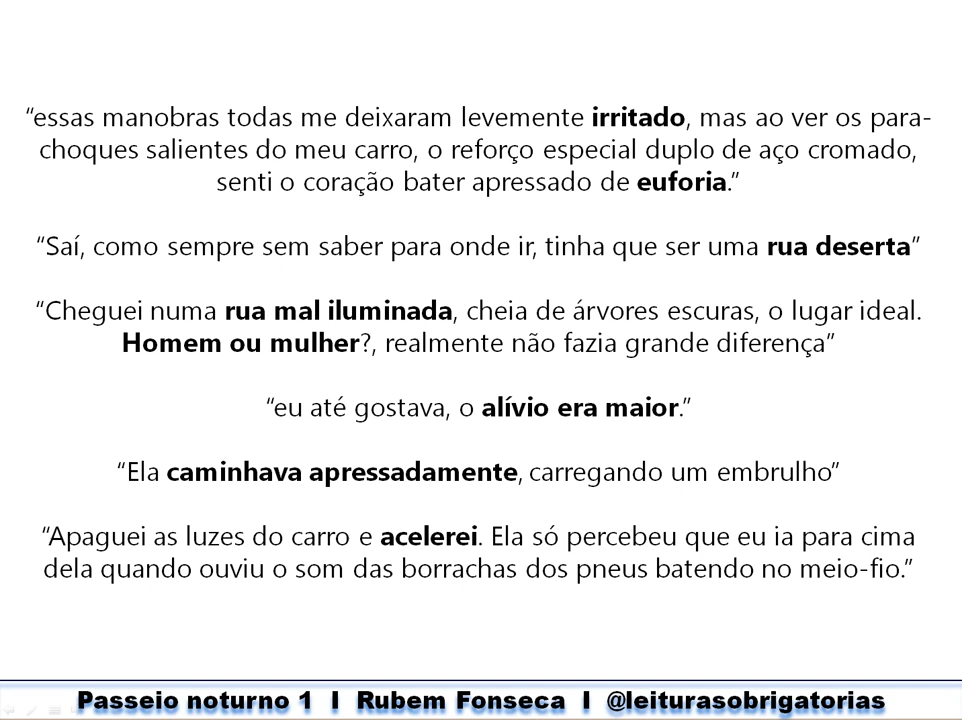 “essas manobras todas me deixaram levemente irritado, mas ao ver os para-
choques salientes do meu carro, o reforço especial duplo de aço cromado,
senti o coração bater apressado de euforia.”
“Saí, como sempre sem saber para onde ir, tinha que ser uma rua deserta”
“Cheguei numa rua mal iluminada, cheia de árvores escuras, o lugar ideal.
Homem ou mulher?, realmente não fazia grande diferença”
“eu até gostava, o alívio era maior.”
“Ela caminhava apressadamente, carregando um embrulho”
“Apaguei as luzes do carro e acelerei. Ela só percebeu que eu ia para cima
dela quando ouviu o som das borrachas dos pneus batendo no meio-fio.”
Passeio noturno 1 I Rubem Fonseca I @leiturasobrigatorias